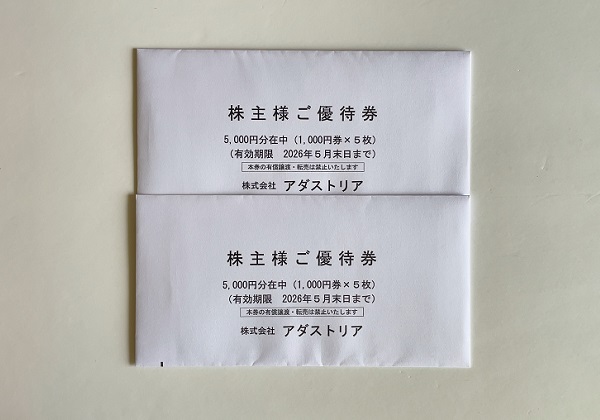 株主様ご優待券
5,000円分在中（1,000円券×５枚）
（有効期限　2026年５月末日まで）
本券の有償譲渡・転売は禁止いたします
株式会社 アダストリア
株主様ご優待券
5,000円分在中（1,000円券×５枚）
（有効期限　2026年５月末日まで）
本券の有償譲渡・転売は禁止いたします
株式会社 アダストリア